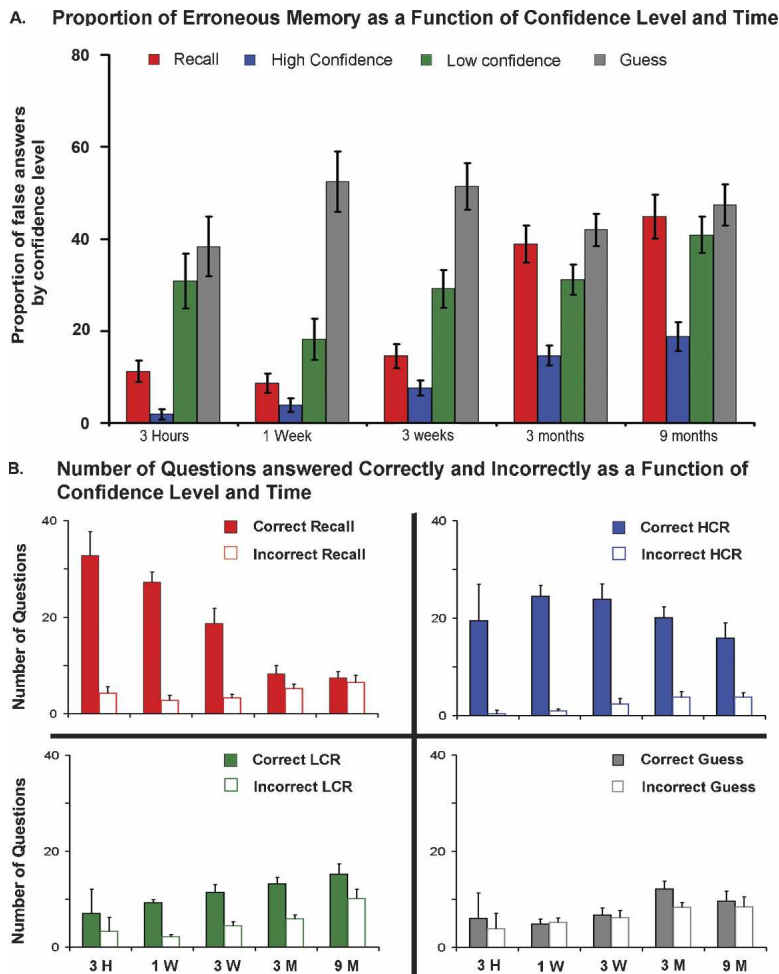 A. Proportion of Erroneous Memory as a Function of Confidence Level and Time
Recall High Confidence Low confidence Guess
Proportion of false answers
by confidence level
80
60
40
20
0
3 Hours 1 Week 3 weeks 3 months 9 months
B. Number of Questions answered Correctly and Incorrectly as a Function of
Confidence Level and Time
Number of Questions
40
20
0
Correct Recall
Incorrect Recall
40
20
0
Correct HCR
Incorrect HCR
Number of Questions
40
20
0
Correct LCR
Incorrect LCR
3 H 1 W 3 W 3 M 9 M
40
20
0
Correct Guess
Incorrect Guess
3 H 1 W 3 W 3 M 9 M